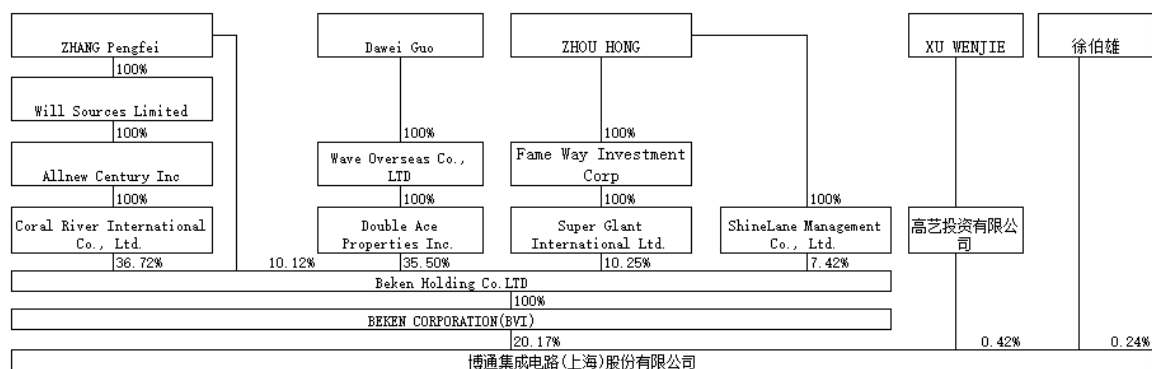 ZHANG Pengfei
Dawei Guo
ZHOU HONG
XU WENJIE
徐伯雄
100%
Will Sources Limited
100%
100%
100%
Allnew Century Inc
Wave Overseas Co.,
LTD
Fame Way Investment
Corp
100%
100%
100%
100%
Coral River International
Co., Ltd.
Double Ace
Properties Inc.
Super Glant
International Ltd.
ShineLane Management
Co., Ltd.
高艺投资有限公
司
36.72%
10.12%
35.50%
10.25%
7.42%
Beken Holding Co.LTD
100%
BEKEN CORPORATION(BVI)
20.17%
0.42%
0.24%
博通集成电路(上海)股份有限公司